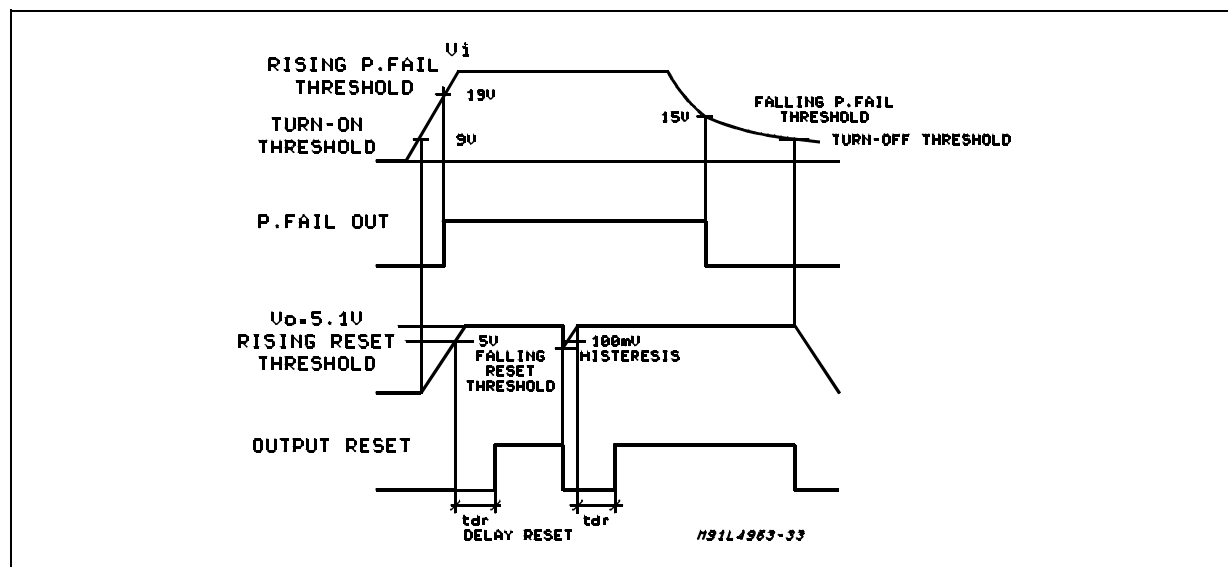 Vi
RISING P.FAIL
THRESHOLD
19V
TURN-ON
THRESHOLD
9V
15V
FALLING P.FAIL
THRESHOLD
TURN-OFF THRESHOLD
P.FAIL OUT
Vo=5.1V
RISING RESET
THRESHOLD
5V
FALLING
RESET
THRESHOLD
100mV
HISTERESIS
OUTPUT RESET
tdr
tdr
DELAY RESET
M91L4963-33